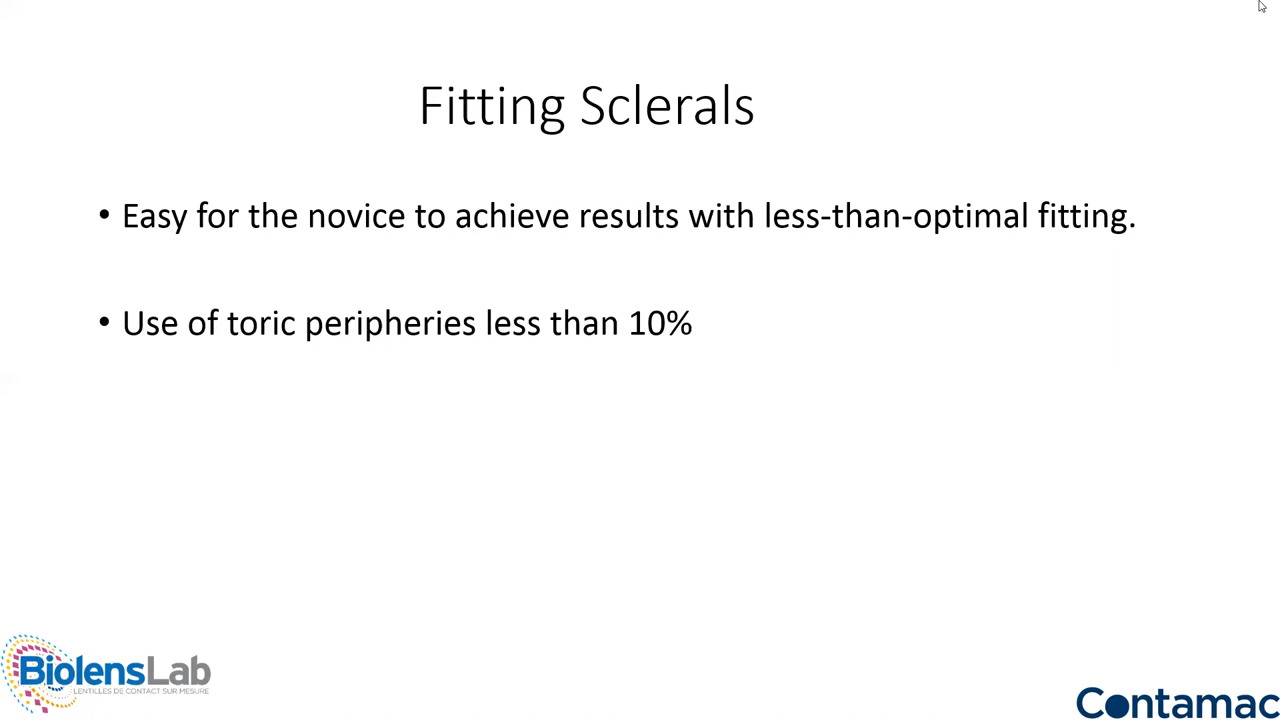 Fitting Sclerals
• Easy for the novice to achieve results with less-than-optimal fitting.
• Use of toric peripheries less than 10%
BiolensLab
LENTILLES DE CONTACT SUR MESURE
Contamac